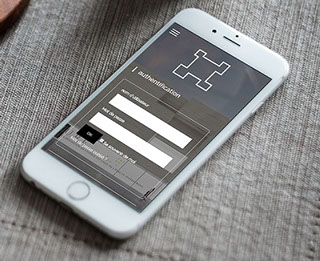 authentification
nom d'utilisateur
Mot de passe
OK
se souvenir de moi
mot de passe oublié ?